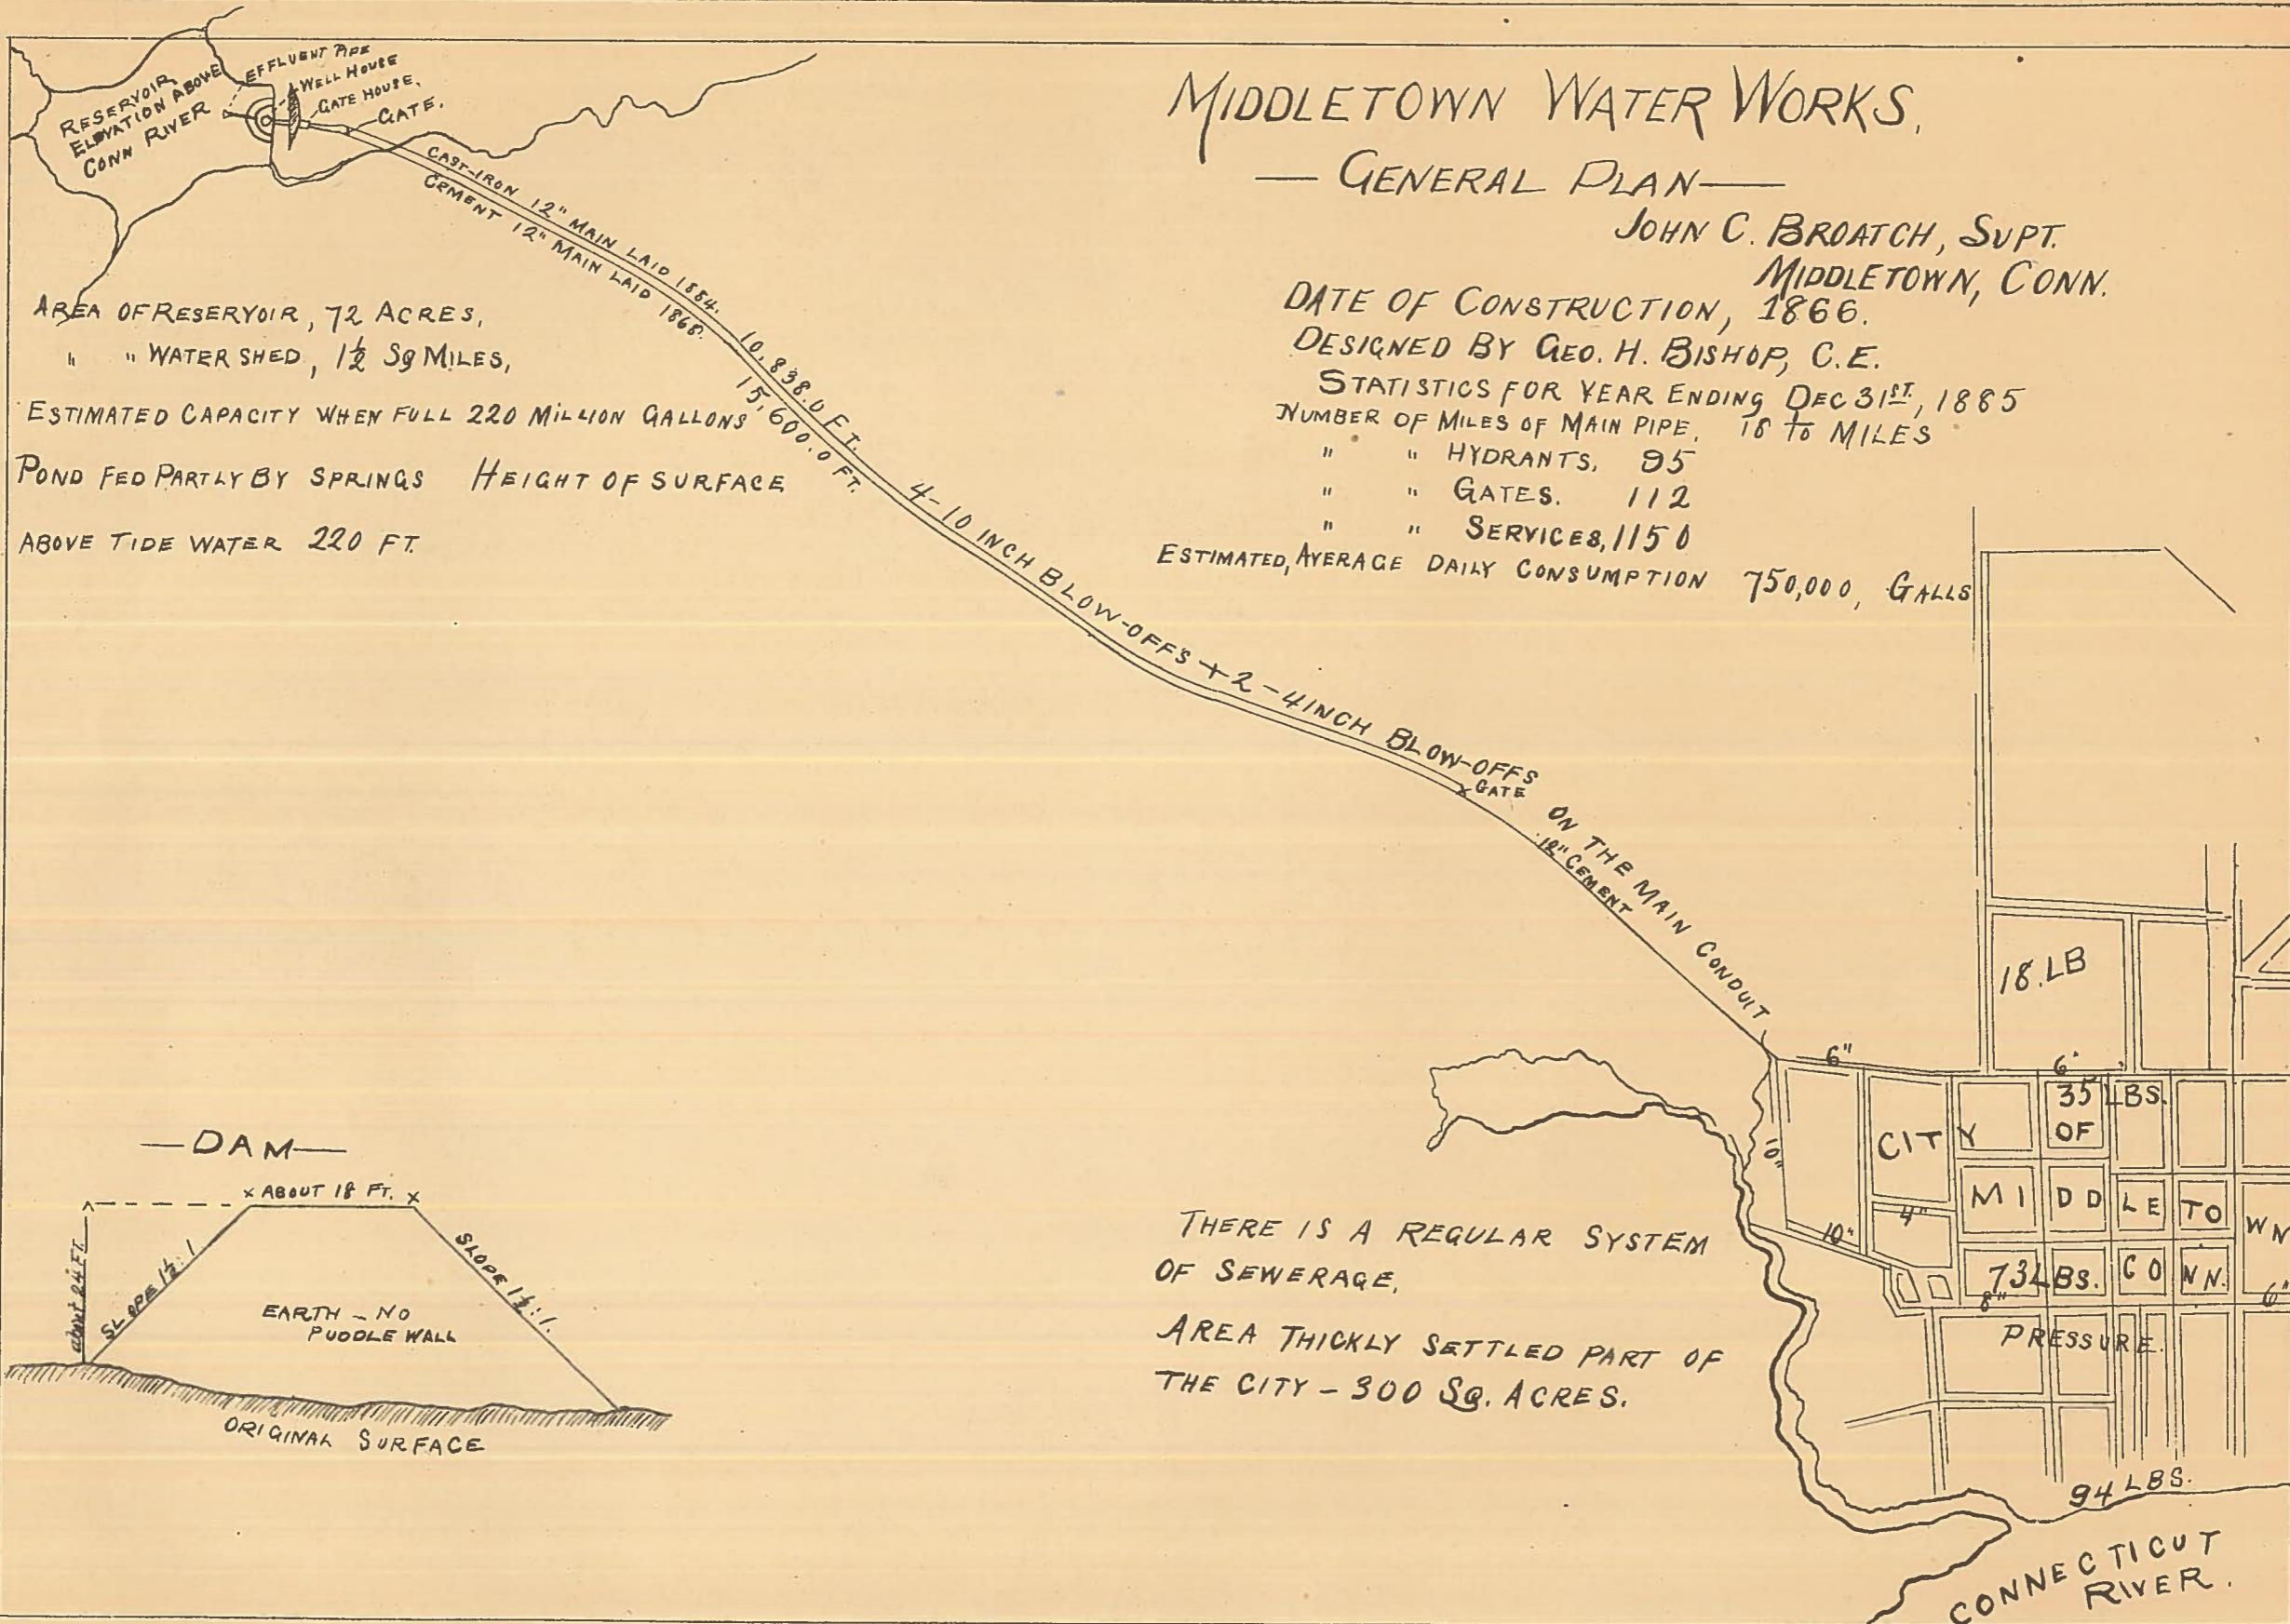 MIDDLETOWN WATER WORKS.
— GENERAL PLAN —
JOHN C. BROATCH, SUPT.
MIDDLETOWN, CONN.
DATE OF CONSTRUCTION, 1866.
DESIGNED BY GEO. H. BISHOP, C.E.
STATISTICS FOR YEAR ENDING DEC 31ST., 1885
NUMBER OF MILES OF MAIN PIPE. 18 MILES
" " HYDRANTS. 95
" " GATES. 112
" " SERVICES, 1150
ESTIMATED, AVERAGE DAILY CONSUMPTION 750,000, GALLS
RESERVOIR
ELEVATION ABOVE
CONN RIVER
EFFLUENT PIPE
WELL HOUSE
GATE HOUSE.
GATE.
CAST-IRON 12" MAIN LAID 1884. 10,838.0 FT.
CEMENT 12" MAIN LAID 1868. 15,600.0 FT.
AREA OF RESERVOIR, 72 ACRES,
" " WATER SHED, 1½ SQ MILES,
ESTIMATED CAPACITY WHEN FULL 220 MILLION GALLONS
POND FED PARTLY BY SPRINGS HEIGHT OF SURFACE
ABOVE TIDE WATER 220 FT.
4-10 INCH BLOW-OFFS + 2-4 INCH BLOW-OFFS
GATE
ON THE MAIN CONDUIT
12" CEMENT
— DAM —
× ABOUT 18 FT. ×
about 24 FT.
SLOPE 1½:1
SLOPE 1½:1.
EARTH - NO
PUDDLE WALL
ORIGINAL SURFACE
THERE IS A REGULAR SYSTEM
OF SEWERAGE.
AREA THICKLY SETTLED PART OF
THE CITY - 300 SQ. ACRES.
18.LB
6"
6"
35 LBS.
CITY OF
10"
MIDDLETOWN
4"
10"
73 LBS. CONN.
8"
6"
PRESSURE.
94 LBS.
CONNECTICUT
RIVER.